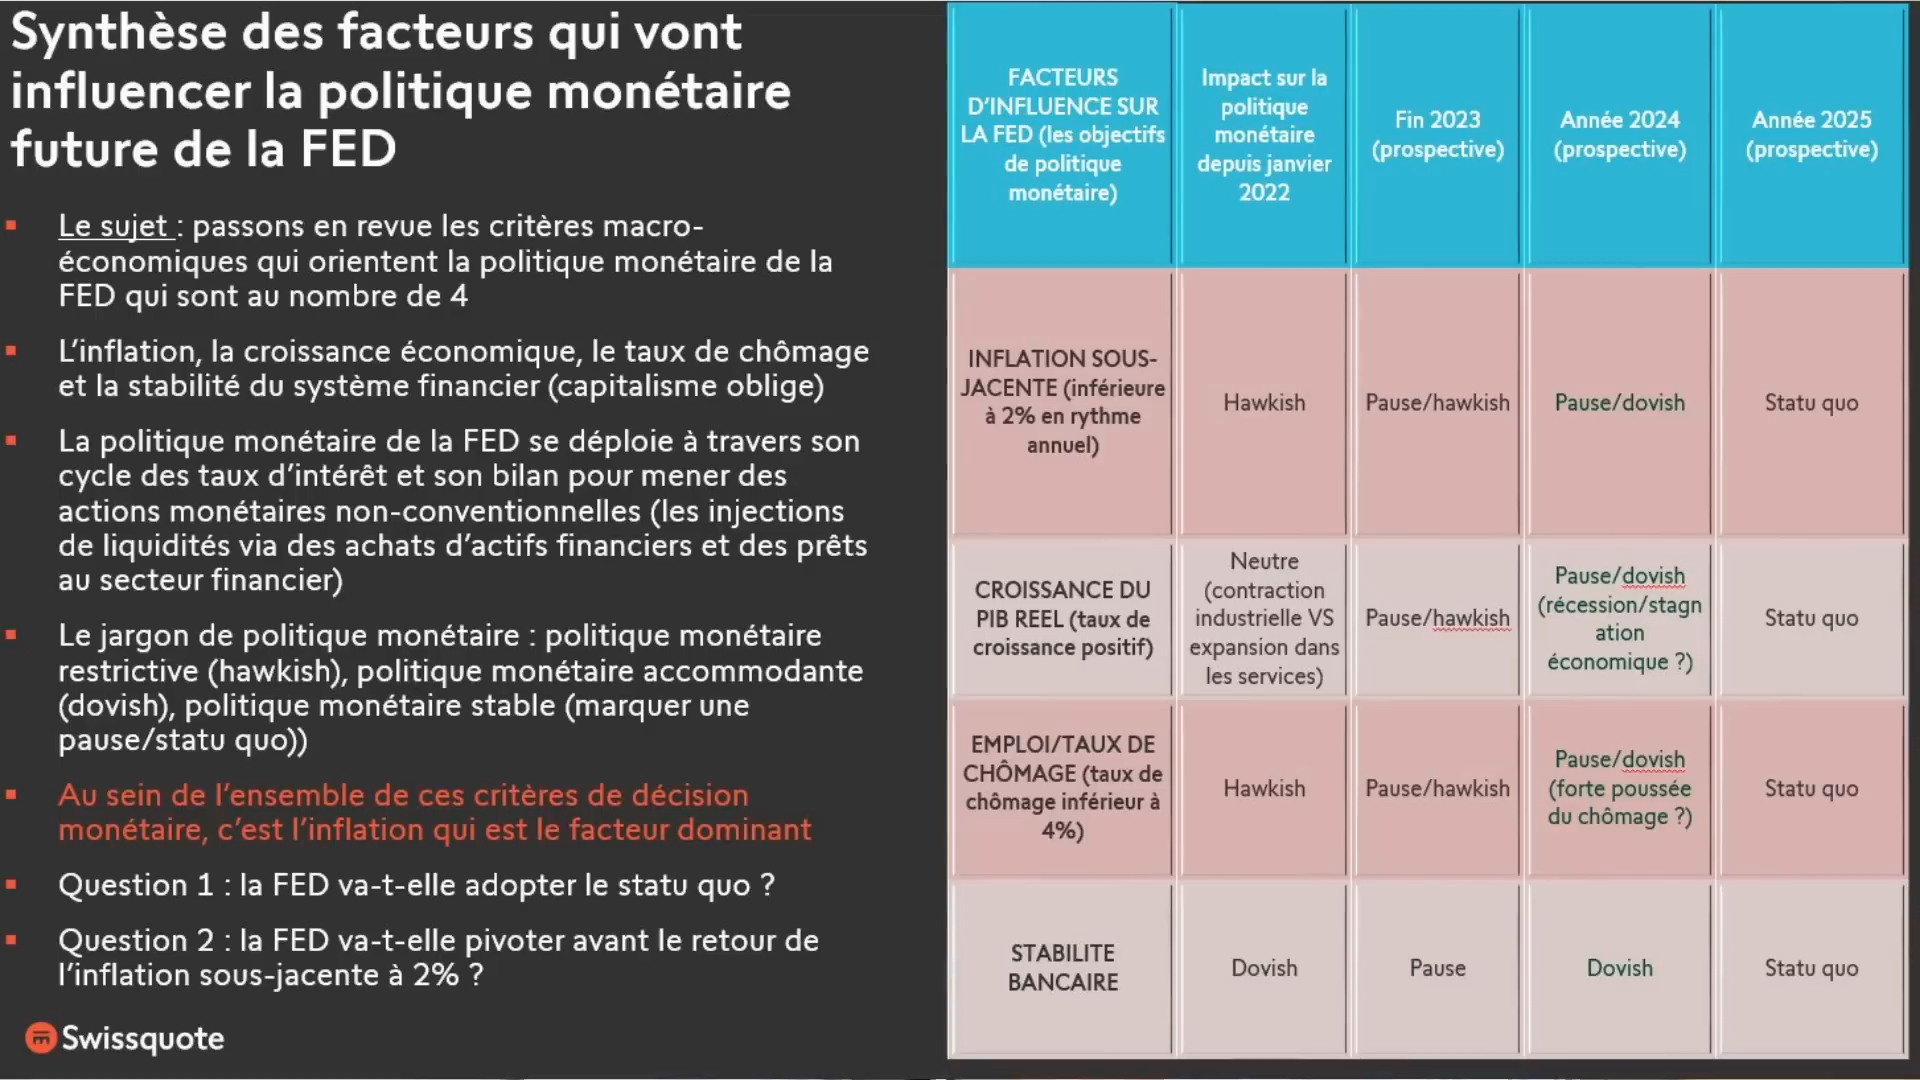 Synthèse des facteurs qui vont
influencer la politique monétaire
future de la FED
Le sujet : passons en revue les critères macro-
économiques qui orientent la politique monétaire de la
FED qui sont au nombre de 4
L'inflation, la croissance économique, le taux de chômage
et la stabilité du système financier (capitalisme oblige)
La politique monétaire de la FED se déploie à travers son
cycle des taux d'intérêt et son bilan pour mener des
actions monétaires non-conventionnelles (les injections
de liquidités via des achats d'actifs financiers et des prêts
au secteur financier)
Le jargon de politique monétaire : politique monétaire
restrictive (hawkish), politique monétaire accommodante
(dovish), politique monétaire stable (marquer une
pause/statu quo))
Au sein de l'ensemble de ces critères de décision
monétaire, c'est l'inflation qui est le facteur dominant
Question 1 : la FED va-t-elle adopter le statu quo ?
Question 2 : la FED va-t-elle pivoter avant le retour de
l'inflation sous-jacente à 2% ?
Swissquote
FACTEURS
D'INFLUENCE SUR
LA FED (les objectifs
de politique
monétaire)
Impact sur la
politique
monétaire
depuis janvier
2022
Fin 2023
(prospective)
Année 2024
(prospective)
Année 2025
(prospective)
INFLATION SOUS-
JACENTE (inférieure
à 2% en rythme
annuel)
Hawkish
Pause/hawkish
Pause/dovish
Statu quo
CROISSANCE DU
PIB REEL (taux de
croissance positif)
Neutre
(contraction
industrielle VS
expansion dans
les services)
Pause/hawkish
Pause/dovish
(récession/stagn
ation
économique ?)
Statu quo
EMPLOI/TAUX DE
CHÔMAGE (taux de
chômage inférieur à
4%)
Hawkish
Pause/hawkish
Pause/dovish
(forte poussée
du chômage ?)
Statu quo
STABILITE
BANCAIRE
Dovish
Pause
Dovish
Statu quo